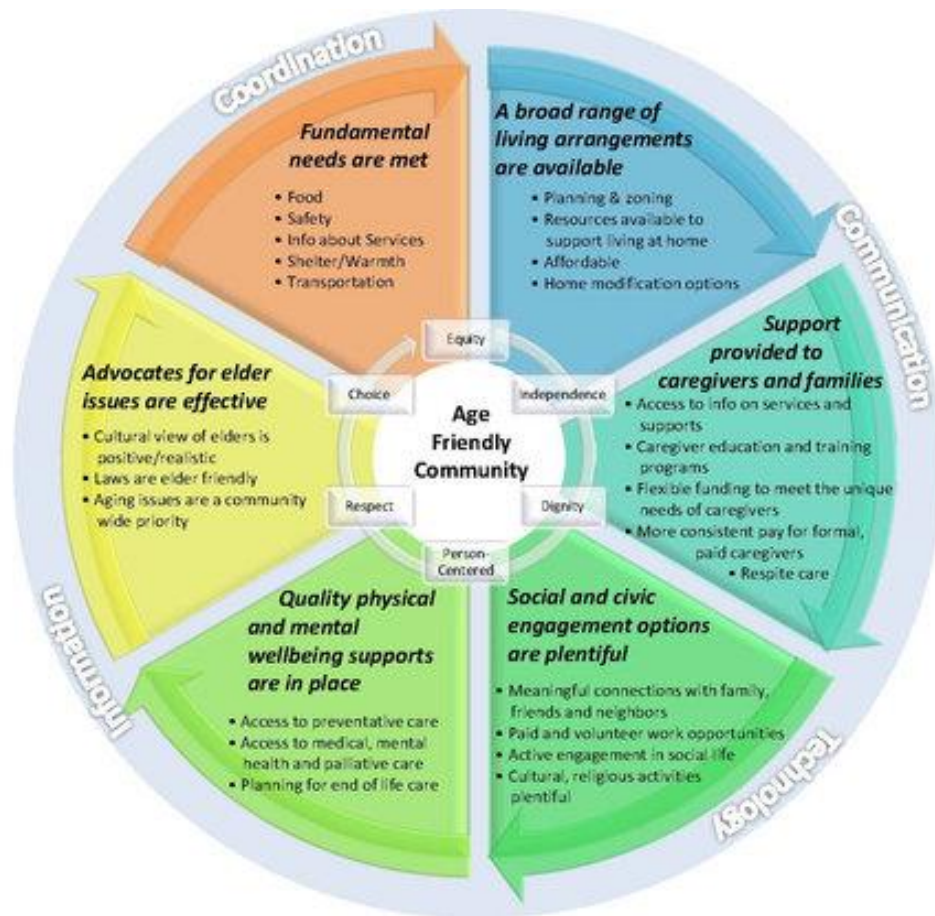 Coordination
Communication
Technology
Information
Fundamental
needs are met
• Food
• Safety
• Info about Services
• Shelter/Warmth
• Transportation
A broad range of
living arrangements
are available
• Planning & zoning
• Resources available to
support living at home
• Affordable
• Home modification options
Support
provided to
caregivers and families
• Access to info on services and
supports
• Caregiver education and training
programs
• Flexible funding to meet the unique
needs of caregivers
• More consistent pay for formal,
paid caregivers
• Respite care
Social and civic
engagement options
are plentiful
• Meaningful connections with family,
friends and neighbors
• Paid and volunteer work opportunities
• Active engagement in social life
• Cultural, religious activities
plentiful
Quality physical
and mental
wellbeing supports
are in place
• Access to preventative care
• Access to medical, mental
health and palliative care
• Planning for end of life care
Advocates for elder
issues are effective
• Cultural view of elders is
positive/realistic
• Laws are elder friendly
• Aging issues are a community
wide priority
Equity
Independence
Dignity
Person-
Centered
Respect
Choice
Age
Friendly
Community